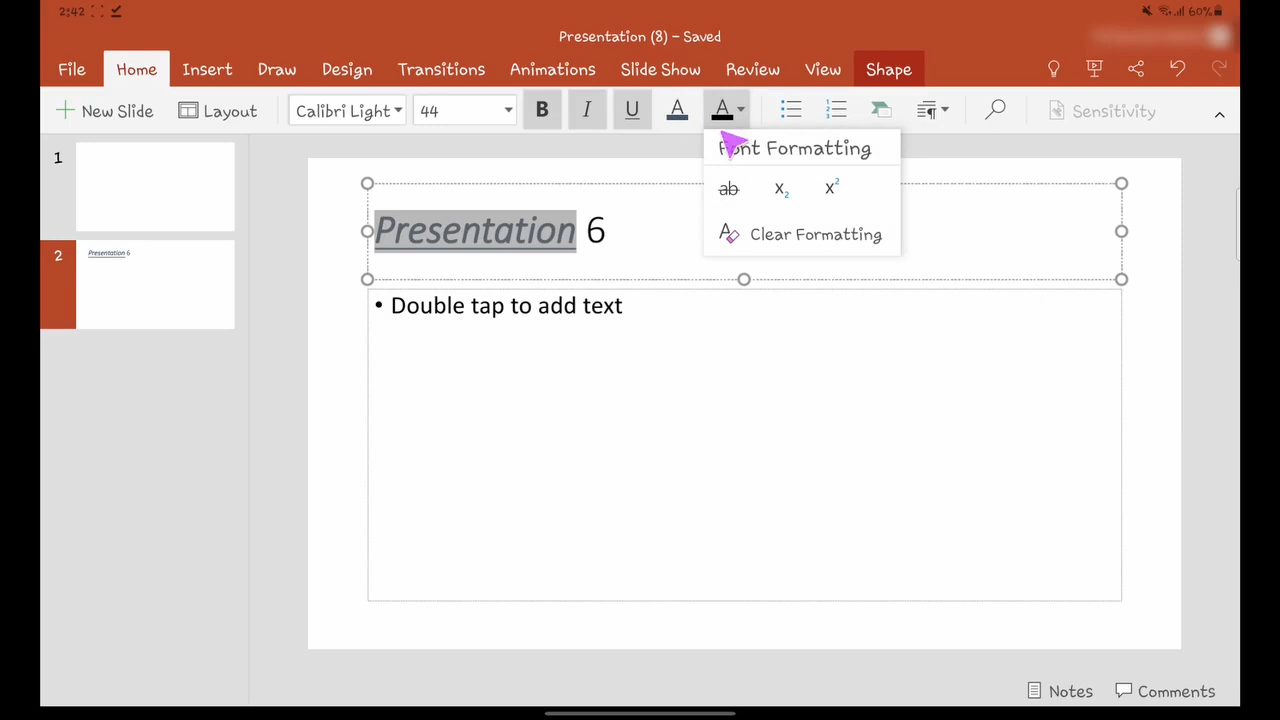 2:42
60%
Presentation (8) – Saved
File Home Insert Draw Design Transitions Animations Slide Show Review View Shape
New Slide Layout Calibri Light 44 B I U A A Sensitivity
Font Formatting
ab x₂ x²
Clear Formatting
1
2
Presentation 6
Presentation 6
• Double tap to add text
Notes Comments